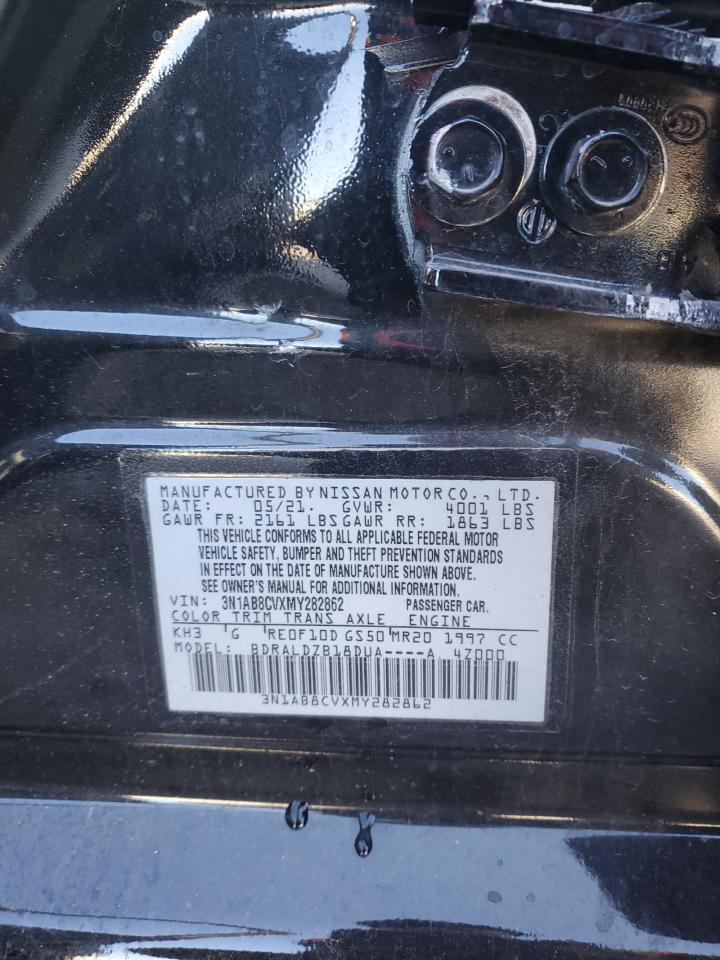 MANUFACTURED BY NISSAN MOTOR CO., LTD.
DATE: 05/21. GVWR: 4001 LBS
GAWR FR: 2161 LBS GAWR RR: 1863 LBS
THIS VEHICLE CONFORMS TO ALL APPLICABLE FEDERAL MOTOR
VEHICLE SAFETY, BUMPER AND THEFT PREVENTION STANDARDS
IN EFFECT ON THE DATE OF MANUFACTURE SHOWN ABOVE.
SEE OWNER'S MANUAL FOR ADDITIONAL INFORMATION.
VIN: 3N1AB8CVXMY282862 PASSENGER CAR.
COLOR TRIM TRANS AXLE ENGINE
KH3 G RE0F10D GS50 MR20 1997 CC
MODEL: BDRALDZB18DUA----A 4Z000
3N1AB8CVXMY282862